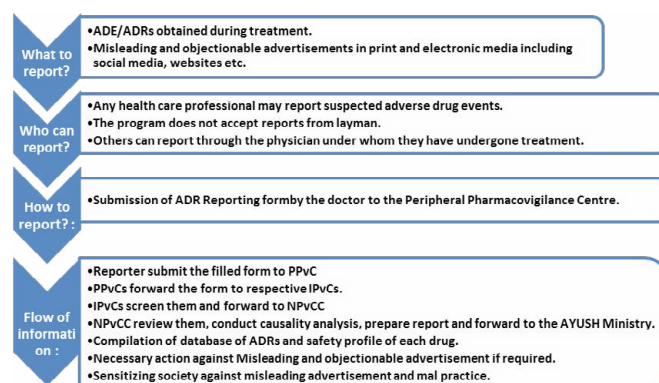 What to
report?
•ADE/ADRs obtained during treatment.
•Misleading and objectionable advertisements in print and electronic media including
social media, websites etc.
Who can
report?
•Any health care professional may report suspected adverse drug events.
•The program does not accept reports from layman.
•Others can report through the physician under whom they have undergone treatment.
How to
report? :
•Submission of ADR Reporting formby the doctor to the Peripheral Pharmacovigilance Centre.
Flow of
informati
on :
•Reporter submit the filled form to PPvC
•PPvCs forward the form to respective IPvCs.
•IPvCs screen them and forward to NPvCC
•NPvCC review them, conduct causality analysis, prepare report and forward to the AYUSH Ministry.
•Compilation of database of ADRs and safety profile of each drug.
•Necessary action against Misleading and objectionable advertisement if required.
•Sensitizing society against misleading advertisement and mal practice.